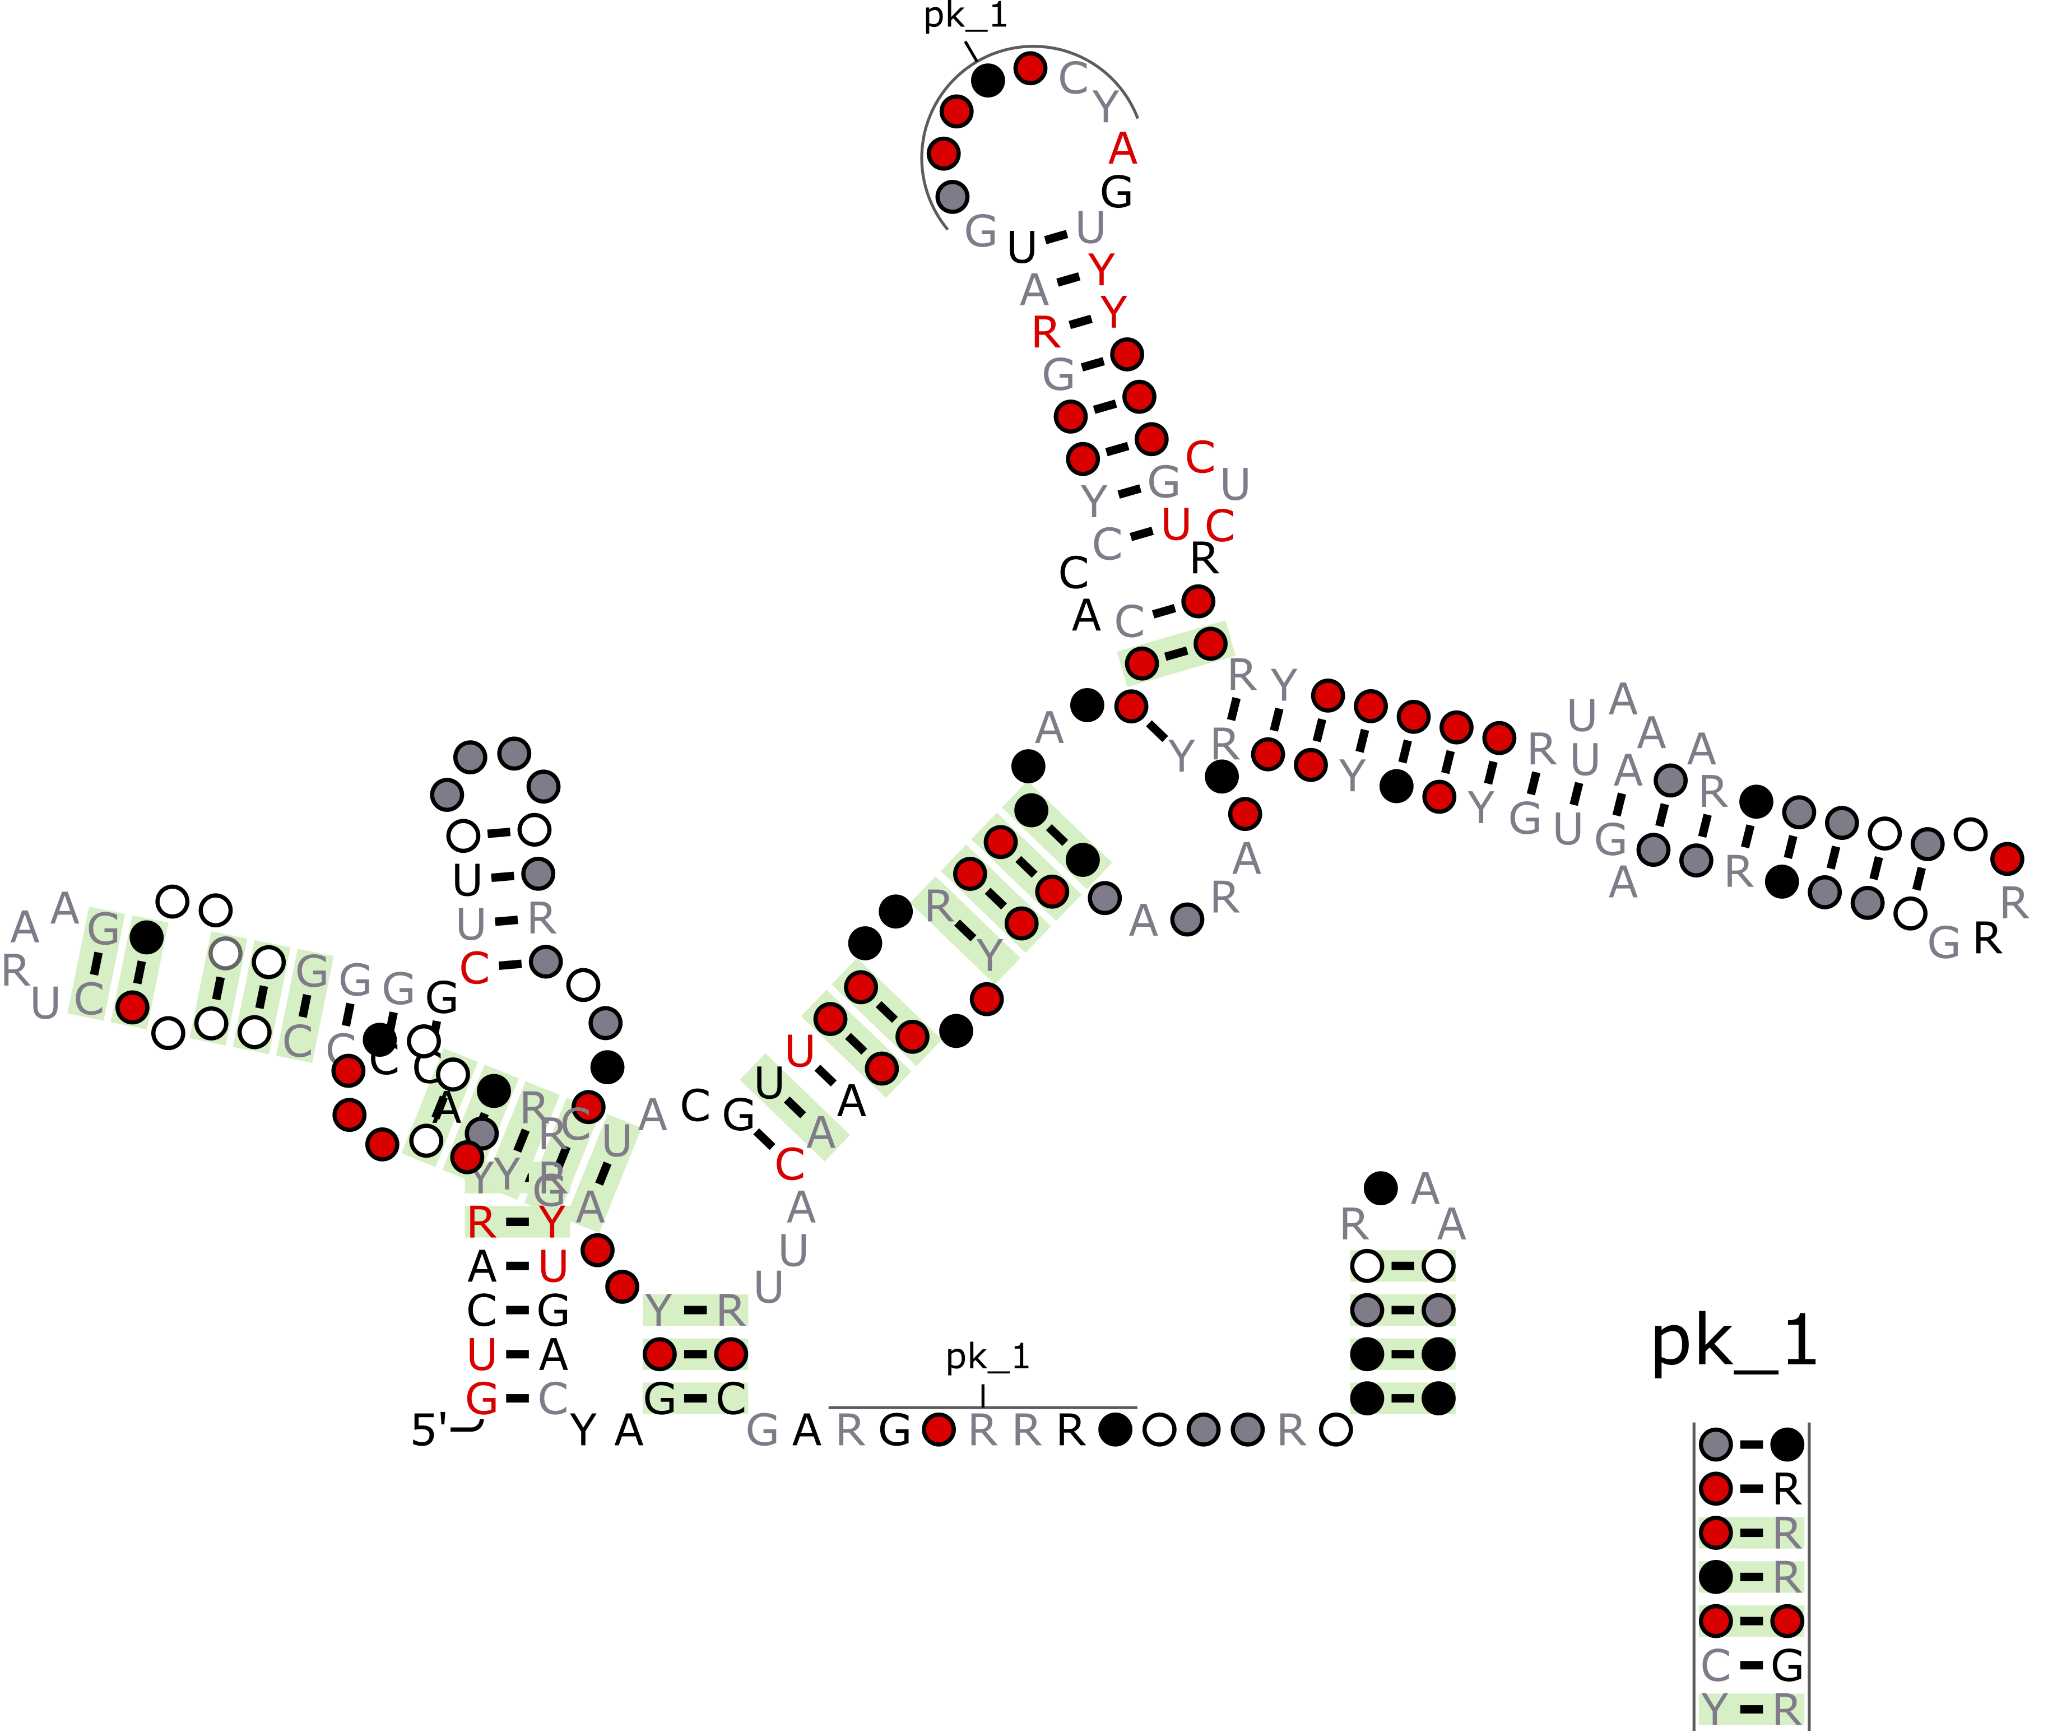 pk_1
C
Y
A
G
G U U
Y
A
Y
R
G
C
Y G U
C U C
R
C
A C
R Y A
A U A
Y R R U A A
Y R
Y G U G
U A R A
A R R
A G U R A
G R
Y
R G G G C
U C G
C C U
C C
U
A R C G A A
R U A
C
Y Y R G A
R Y A A R A
A U U
C G Y R U
U A pk_1 pk_1
G C G C
5' Y A G A R G R R R R
R
R
R
C G
Y R